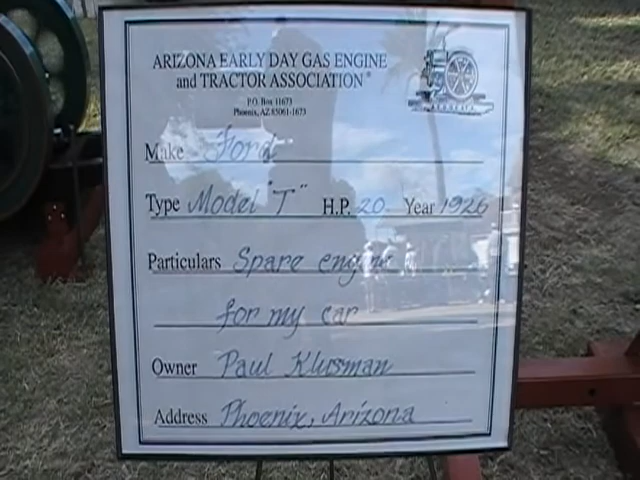 ARIZONA EARLY DAY GAS ENGINE
and TRACTOR ASSOCIATION®
P.O. Box 11673
Phoenix, AZ 85061-1673
Make Ford
Type Model "T" H.P. 20 Year 1926
Particulars Spare engine
for my car
Owner Paul Klusman
Address Phoenix, Arizona